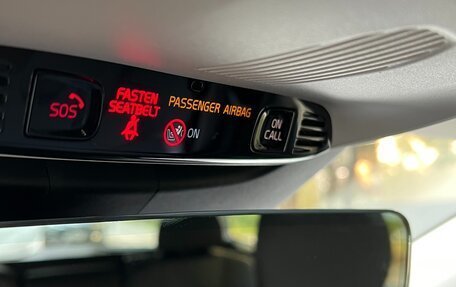 SOS
FASTEN
SEATBELT
PASSENGER AIRBAG
ON
ON
CALL